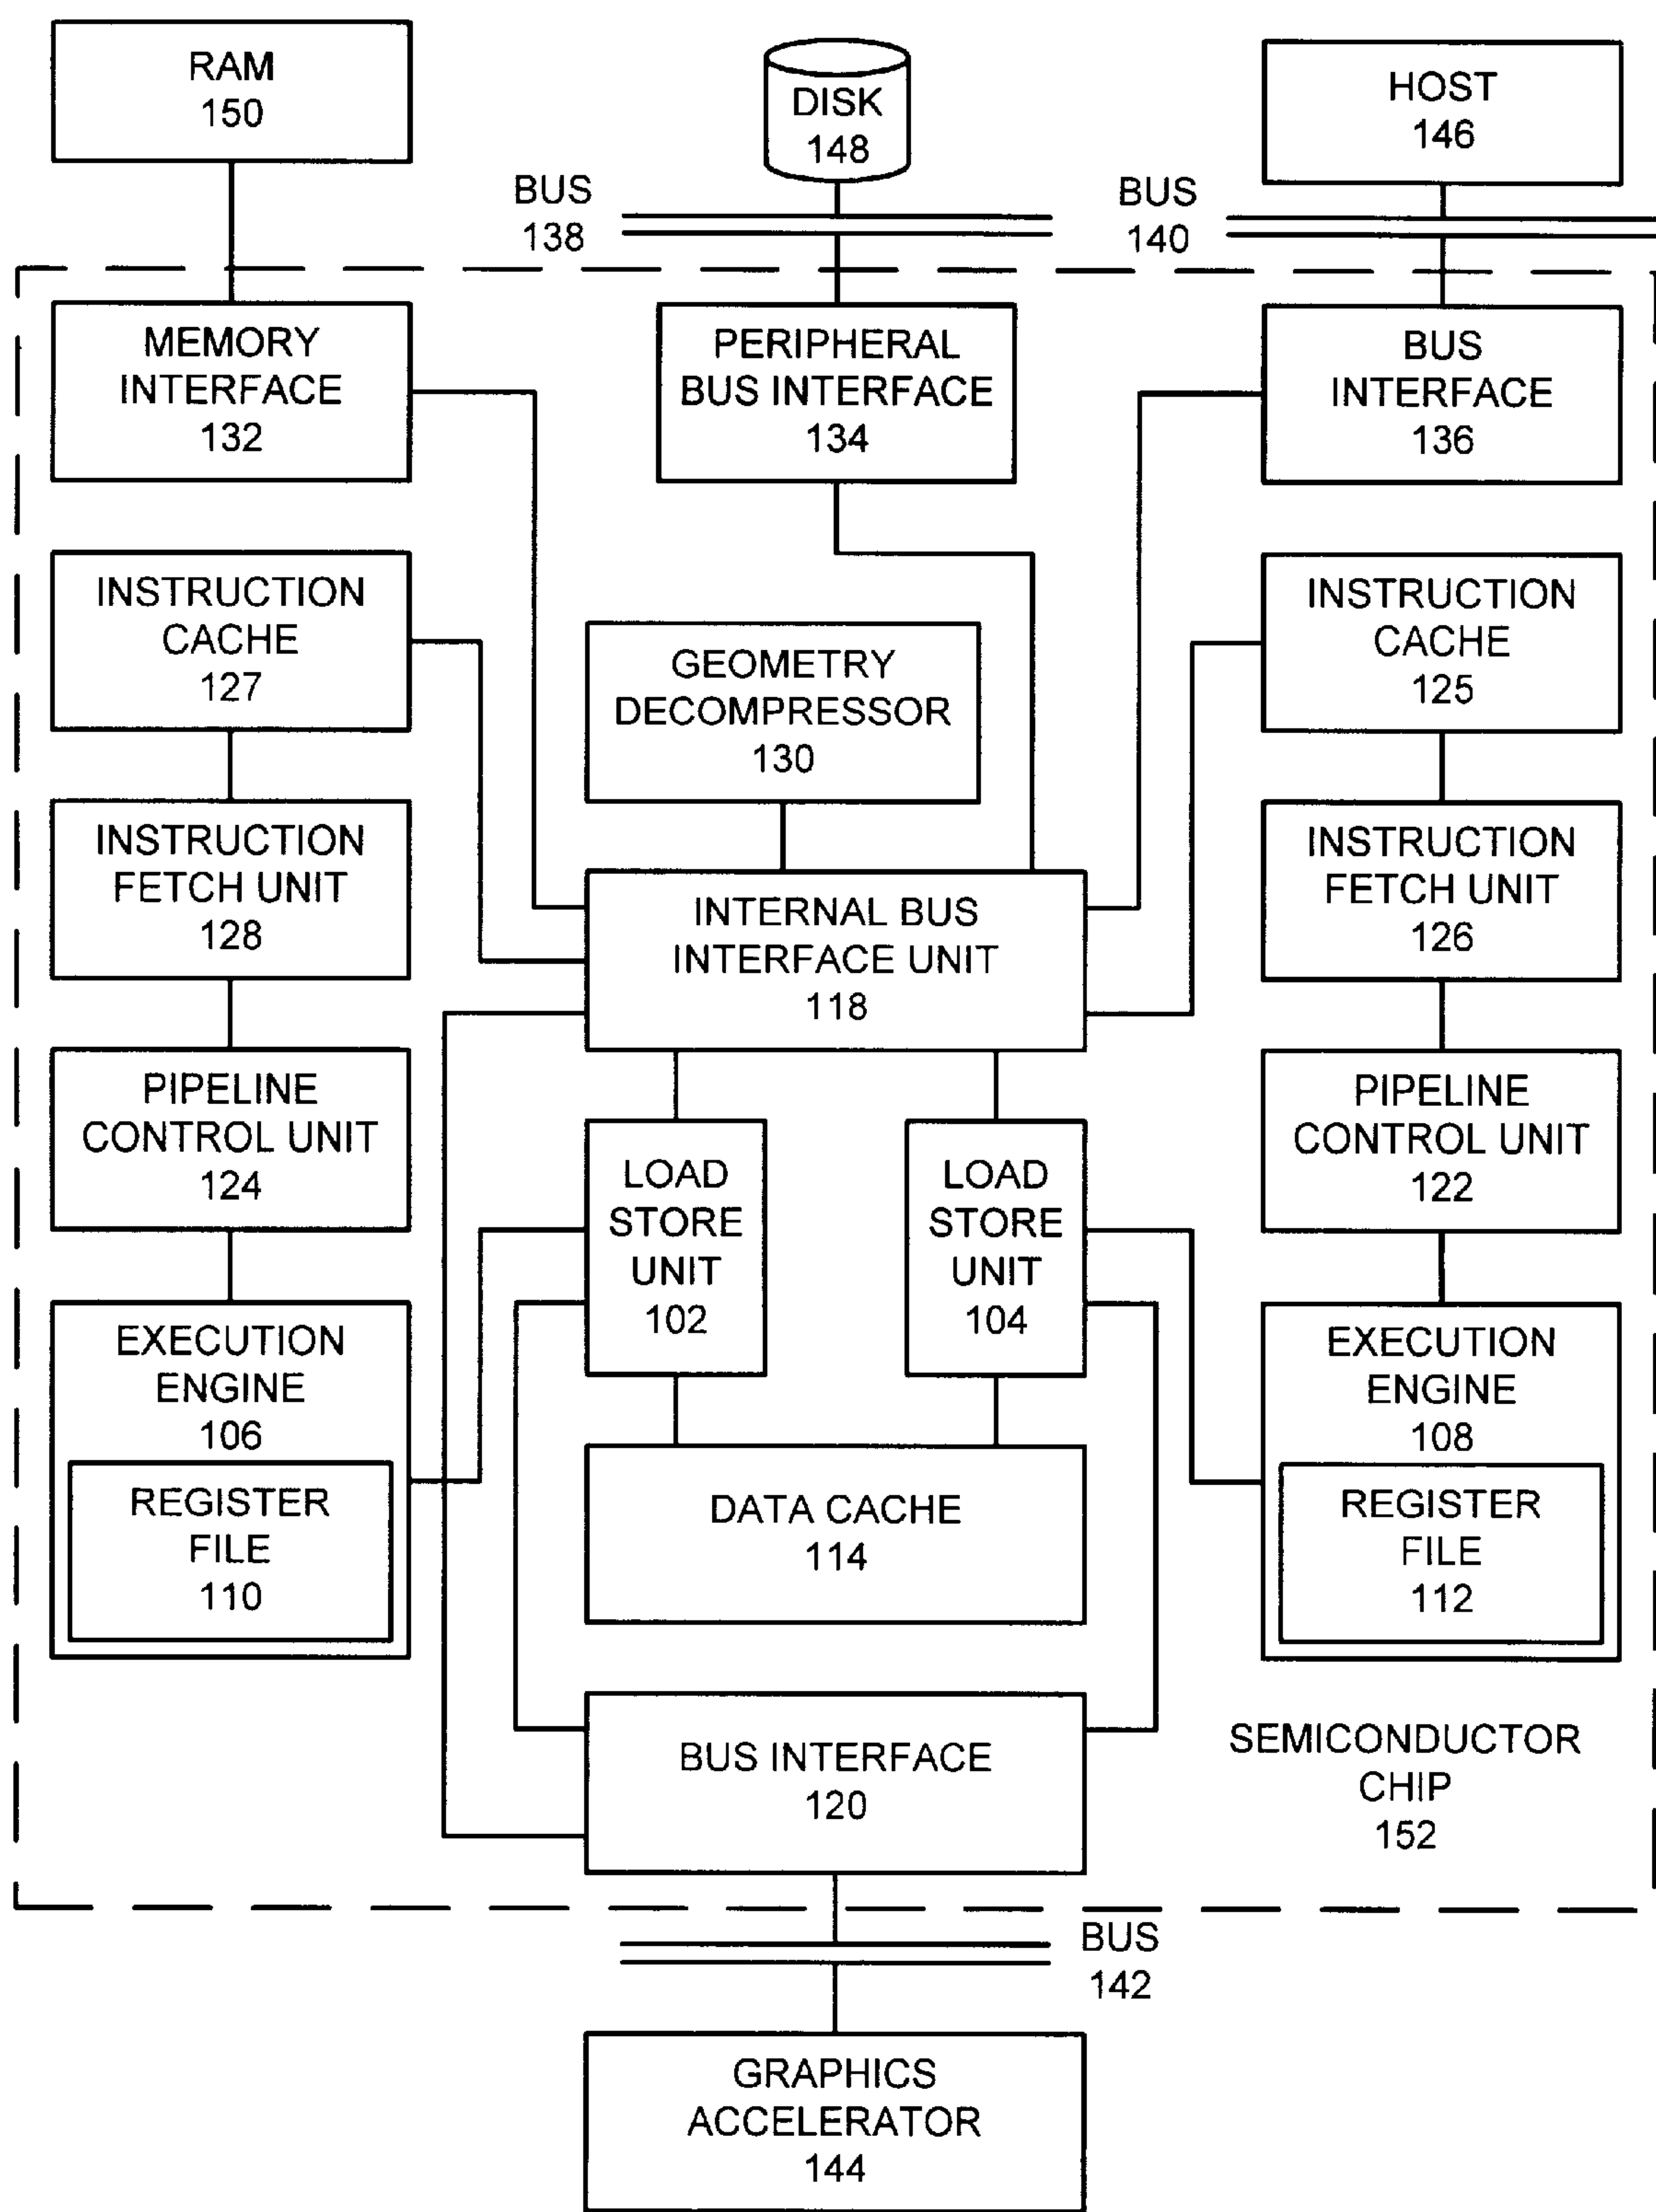 RAM
150
DISK
148
HOST
146
BUS
138
BUS
140
MEMORY
INTERFACE
132
PERIPHERAL
BUS INTERFACE
134
BUS
INTERFACE
136
INSTRUCTION
CACHE
127
GEOMETRY
DECOMPRESSOR
130
INSTRUCTION
CACHE
125
INSTRUCTION
FETCH UNIT
128
INTERNAL BUS
INTERFACE UNIT
118
INSTRUCTION
FETCH UNIT
126
PIPELINE
CONTROL UNIT
124
LOAD
STORE
UNIT
102
LOAD
STORE
UNIT
104
PIPELINE
CONTROL UNIT
122
EXECUTION
ENGINE
106
REGISTER
FILE
110
DATA CACHE
114
EXECUTION
ENGINE
108
REGISTER
FILE
112
BUS INTERFACE
120
SEMICONDUCTOR
CHIP
152
BUS
142
GRAPHICS
ACCELERATOR
144